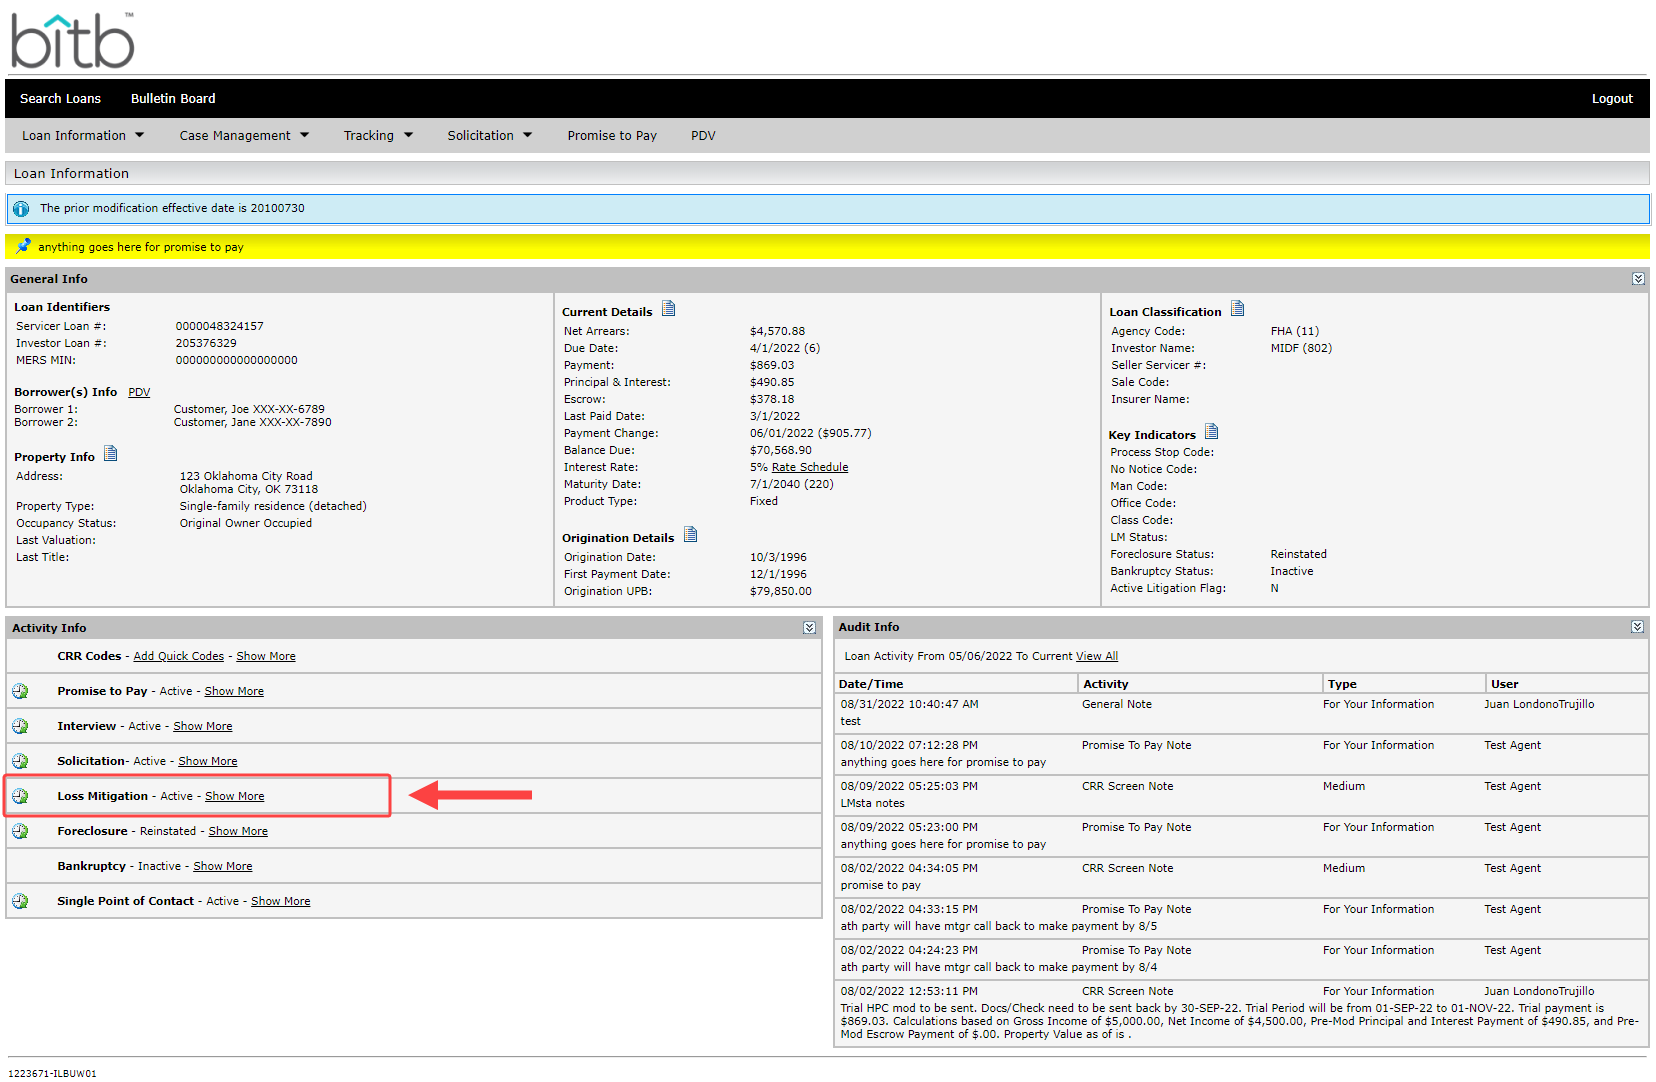 bitb™
Search Loans Bulletin Board Logout
Loan Information Case Management Tracking Solicitation Promise to Pay PDV
Loan Information
The prior modification effective date is 20100730
anything goes here for promise to pay
General Info
Loan Identifiers
Servicer Loan #: 0000048324157
Investor Loan #: 205376329
MERS MIN: 000000000000000000
Borrower(s) Info PDV
Borrower 1: Customer, Joe XXX-XX-6789
Borrower 2: Customer, Jane XXX-XX-7890
Property Info
Address: 123 Oklahoma City Road
Oklahoma City, OK 73118
Property Type: Single-family residence (detached)
Occupancy Status: Original Owner Occupied
Last Valuation:
Last Title:
Current Details
Net Arrears: $4,570.88
Due Date: 4/1/2022 (6)
Payment: $869.03
Principal & Interest: $490.85
Escrow: $378.18
Last Paid Date: 3/1/2022
Payment Change: 06/01/2022 ($905.77)
Balance Due: $70,568.90
Interest Rate: 5% Rate Schedule
Maturity Date: 7/1/2040 (220)
Product Type: Fixed
Origination Details
Origination Date: 10/3/1996
First Payment Date: 12/1/1996
Origination UPB: $79,850.00
Loan Classification
Agency Code: FHA (11)
Investor Name: MIDF (802)
Seller Servicer #:
Sale Code:
Insurer Name:
Key Indicators
Process Stop Code:
No Notice Code:
Man Code:
Office Code:
Class Code:
LM Status:
Foreclosure Status: Reinstated
Bankruptcy Status: Inactive
Active Litigation Flag: N
Activity Info
CRR Codes - Add Quick Codes - Show More
Promise to Pay - Active - Show More
Interview - Active - Show More
Solicitation- Active - Show More
Loss Mitigation - Active - Show More
Foreclosure - Reinstated - Show More
Bankruptcy - Inactive - Show More
Single Point of Contact - Active - Show More
Audit Info
Loan Activity From 05/06/2022 To Current View All
Date/Time Activity Type User
08/31/2022 10:40:47 AM General Note For Your Information Juan LondonoTrujillo
test
08/10/2022 07:12:28 PM Promise To Pay Note For Your Information Test Agent
anything goes here for promise to pay
08/09/2022 05:25:03 PM CRR Screen Note Medium Test Agent
LMsta notes
08/09/2022 05:23:00 PM Promise To Pay Note For Your Information Test Agent
anything goes here for promise to pay
08/02/2022 04:34:05 PM CRR Screen Note Medium Test Agent
promise to pay
08/02/2022 04:33:15 PM Promise To Pay Note For Your Information Test Agent
ath party will have mtgr call back to make payment by 8/5
08/02/2022 04:24:23 PM Promise To Pay Note For Your Information Test Agent
ath party will have mtgr call back to make payment by 8/4
08/02/2022 12:53:11 PM CRR Screen Note For Your Information Juan LondonoTrujillo
Trial HPC mod to be sent. Docs/Check need to be sent back by 30-SEP-22. Trial Period will be from 01-SEP-22 to 01-NOV-22. Trial payment is
$869.03. Calculations based on Gross Income of $5,000.00, Net Income of $4,500.00, Pre-Mod Principal and Interest Payment of $490.85, and Pre-
Mod Escrow Payment of $.00. Property Value as of is .
1223671-ILBUW01